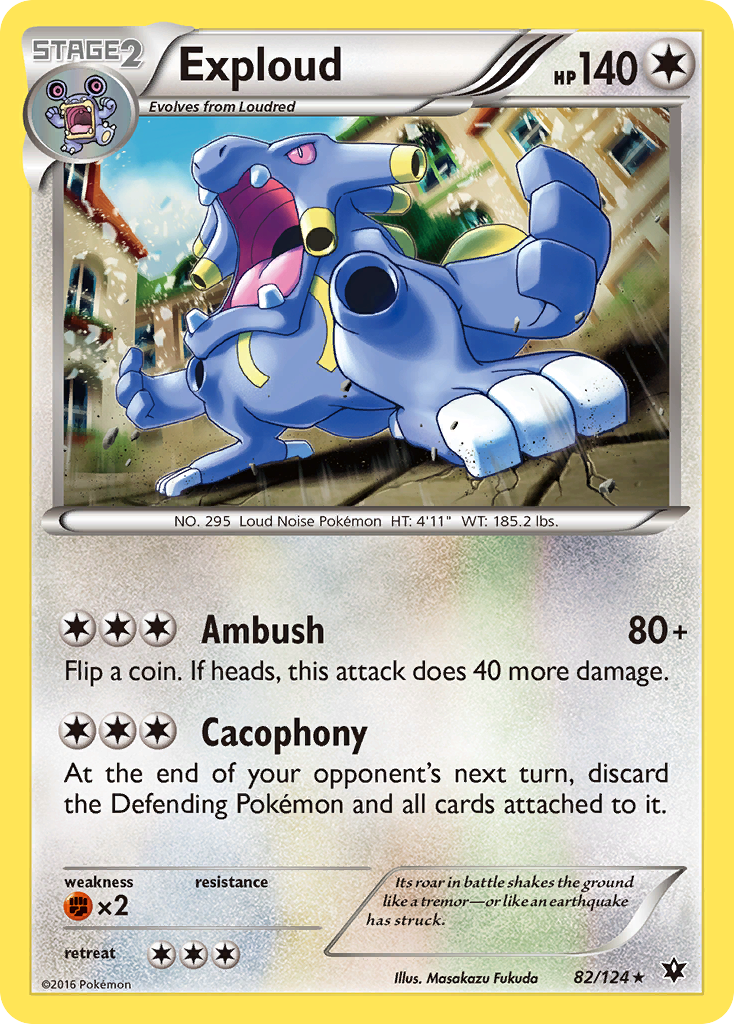 STAGE2
Exploud
HP 140
Evolves from Loudred
NO. 295 Loud Noise Pokémon HT: 4'11" WT: 185.2 lbs.
Ambush 80+
Flip a coin. If heads, this attack does 40 more damage.
Cacophony
At the end of your opponent's next turn, discard
the Defending Pokémon and all cards attached to it.
weakness resistance
×2
retreat
Its roar in battle shakes the ground
like a tremor—or like an earthquake
has struck.
©2016 Pokémon
Illus. Masakazu Fukuda 82/124 ★